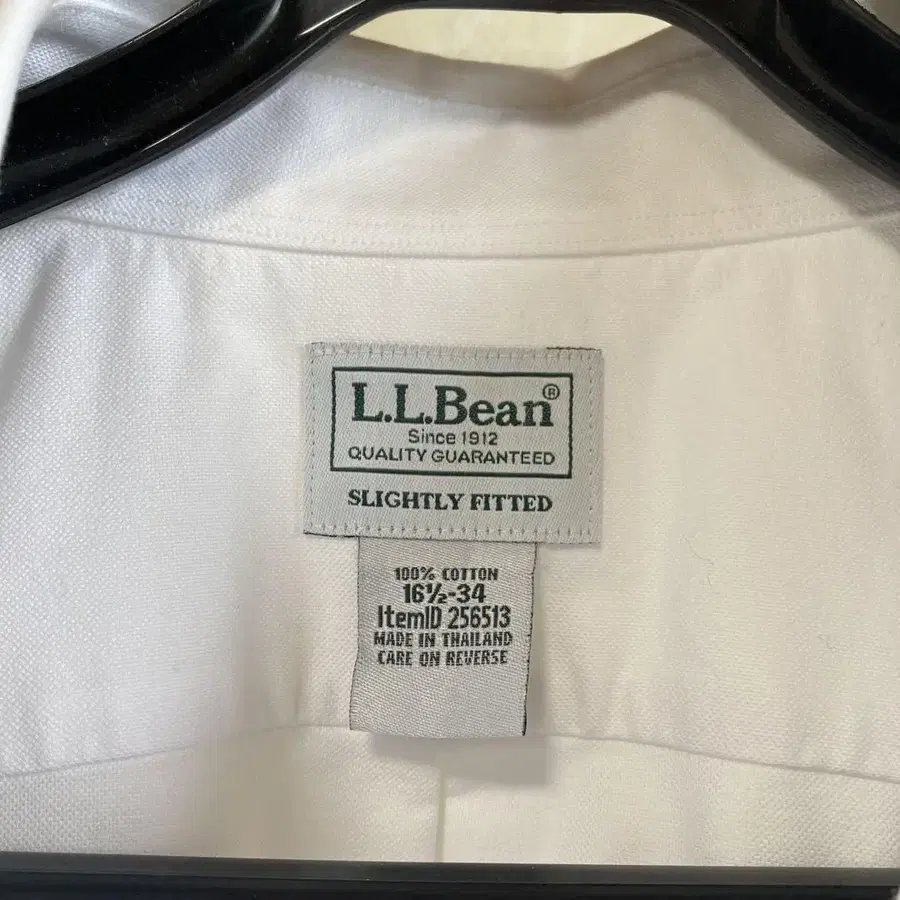 L.L.Bean®
Since 1912
QUALITY GUARANTEED
SLIGHTLY FITTED
100% COTTON
16½-34
ItemID 256513
MADE IN THAILAND
CARE ON REVERSE